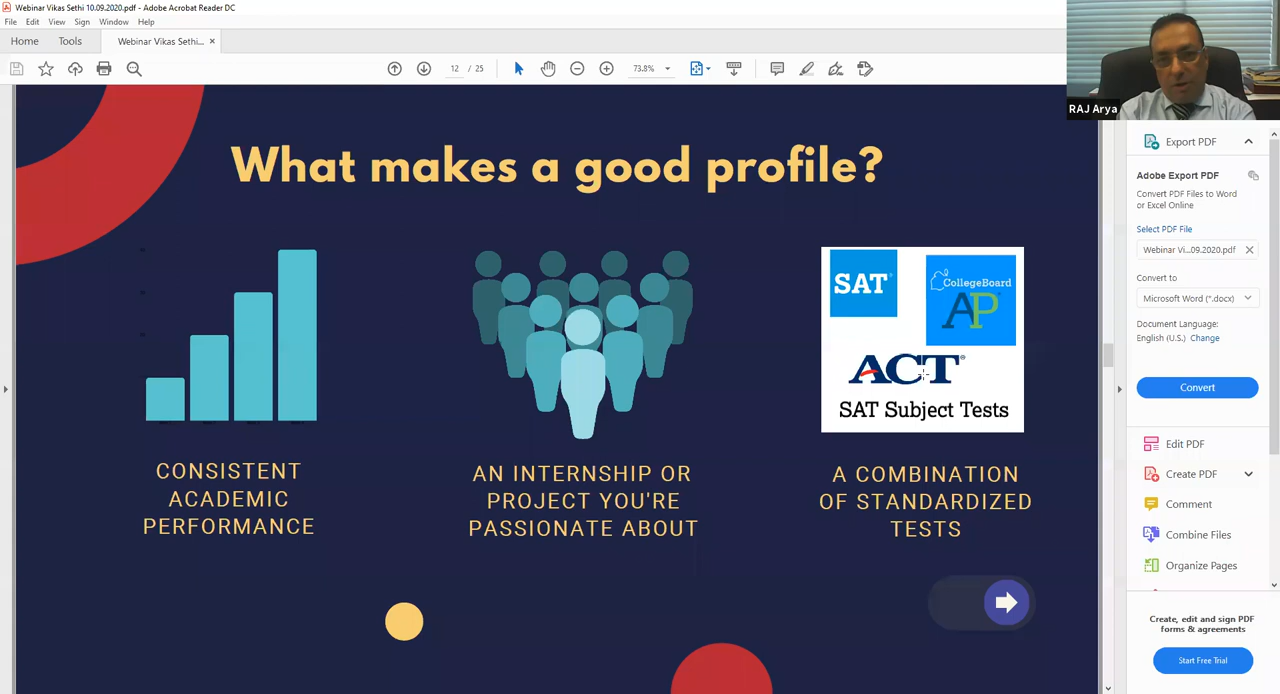 Webinar Vikas Sethi 10.09.2020.pdf - Adobe Acrobat Reader DC
File Edit View Sign Window Help
Home Tools Webinar Vikas Sethi... ×
12 / 25 73.8%
RAJ Arya
What makes a good profile?
CONSISTENT
ACADEMIC
PERFORMANCE
AN INTERNSHIP OR
PROJECT YOU'RE
PASSIONATE ABOUT
SAT
CollegeBoard
AP
ACT®
SAT Subject Tests
A COMBINATION
OF STANDARDIZED
TESTS
Export PDF
Adobe Export PDF
Convert PDF Files to Word
or Excel Online
Select PDF File
Webinar Vi...09.2020.pdf
Convert to
Microsoft Word (*.docx)
Document Language:
English (U.S.) Change
Convert
Edit PDF
Create PDF
Comment
Combine Files
Organize Pages
Create, edit and sign PDF
forms & agreements
Start Free Trial